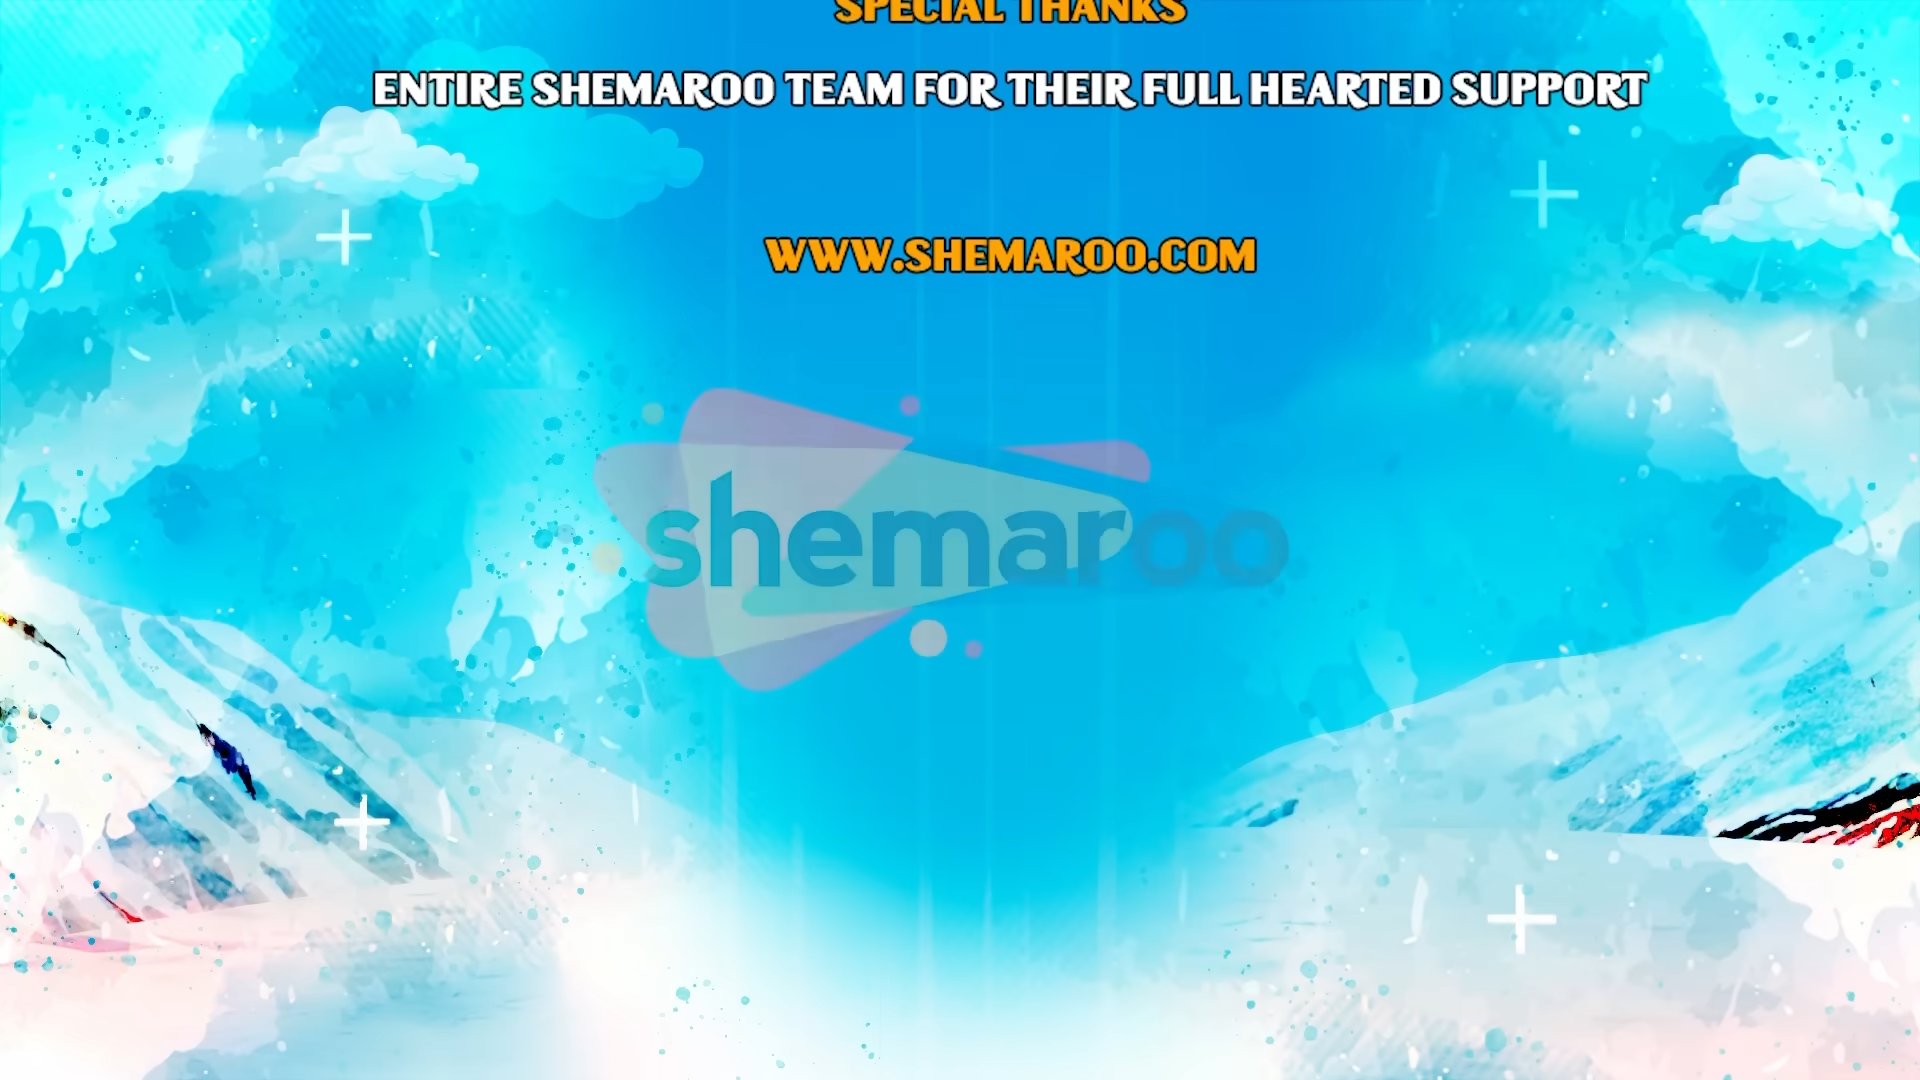 SPECIAL THANKS
ENTIRE SHEMAROO TEAM FOR THEIR FULL HEARTED SUPPORT
WWW.SHEMAROO.COM
shemaroo